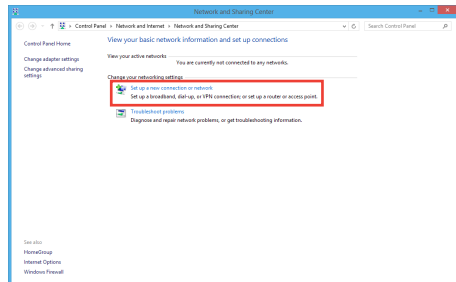 Network and Sharing Center
Control Panel ▸ Network and Internet ▸ Network and Sharing Center
Search Control Panel
Control Panel Home
Change adapter settings
Change advanced sharing
settings
View your basic network information and set up connections
View your active networks
You are currently not connected to any networks.
Change your networking settings
Set up a new connection or network
Set up a broadband, dial-up, or VPN connection; or set up a router or access point.
Troubleshoot problems
Diagnose and repair network problems, or get troubleshooting information.
See also
HomeGroup
Internet Options
Windows Firewall